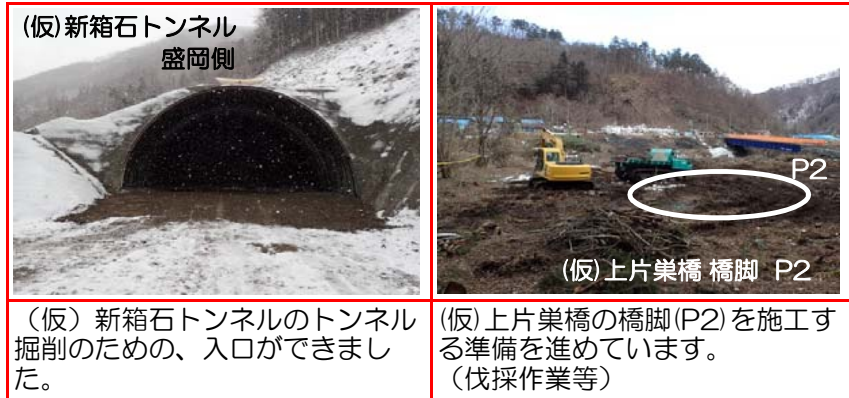 (仮)新箱石トンネル
盛岡側
P2
(仮)上片巣橋 橋脚 P2
（仮）新箱石トンネルのトンネル
掘削のための、入口ができまし
た。
(仮)上片巣橋の橋脚(P2)を施工す
る準備を進めています。
（伐採作業等）